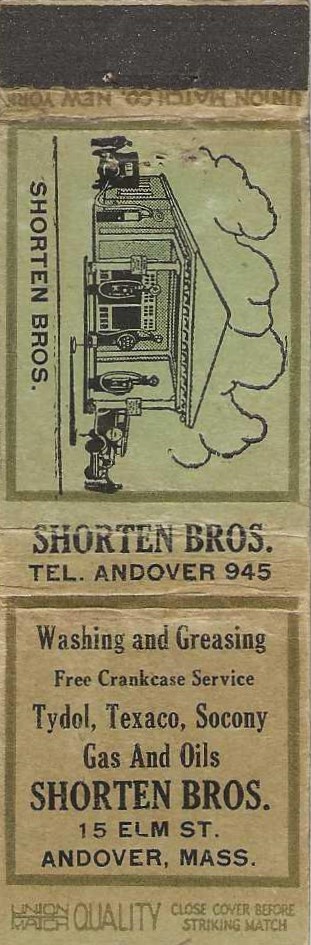 UNION MATCH CO. NEW YORK
SHORTEN BROS.
SHORTEN BROS.
TEL. ANDOVER 945
Washing and Greasing
Free Crankcase Service
Tydol, Texaco, Socony
Gas And Oils
SHORTEN BROS.
15 ELM ST.
ANDOVER, MASS.
UNION MATCH QUALITY CLOSE COVER BEFORE
STRIKING MATCH